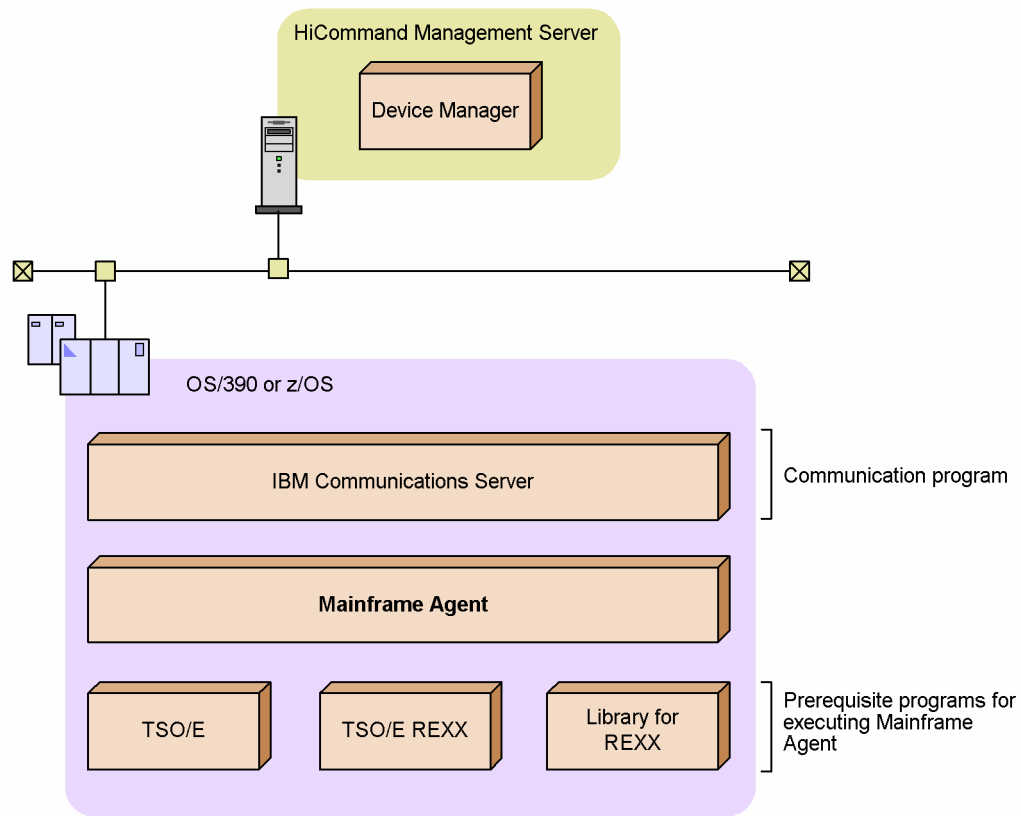 HiCommand Management Server
Device Manager
OS/390 or z/OS
IBM Communications Server
Communication program
Mainframe Agent
TSO/E
TSO/E REXX
Library for
REXX
Prerequisite programs for
executing Mainframe
Agent